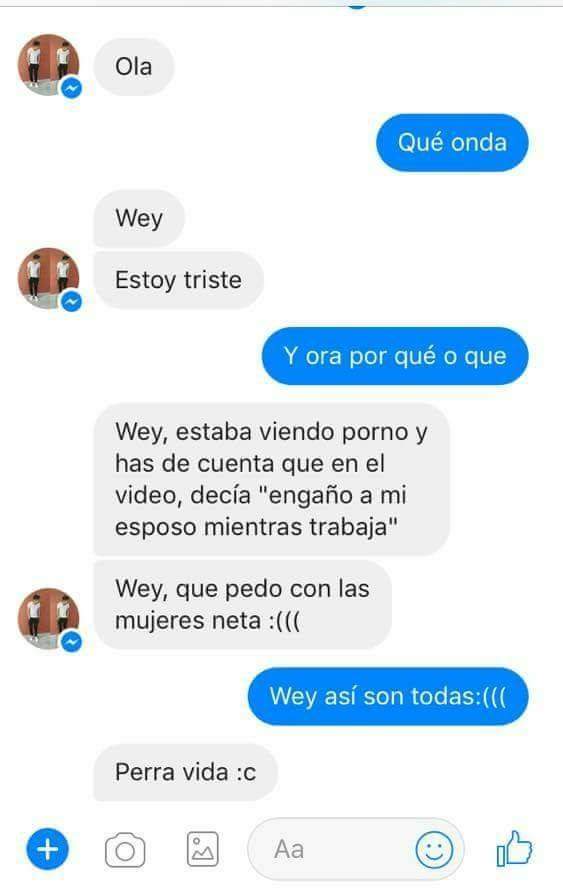 Ola
Qué onda
Wey
Estoy triste
Y ora por qué o que
Wey, estaba viendo porno y
has de cuenta que en el
video, decía "engaño a mi
esposo mientras trabaja"
Wey, que pedo con las
mujeres neta :(((
Wey así son todas:(((
Perra vida :c
Aa